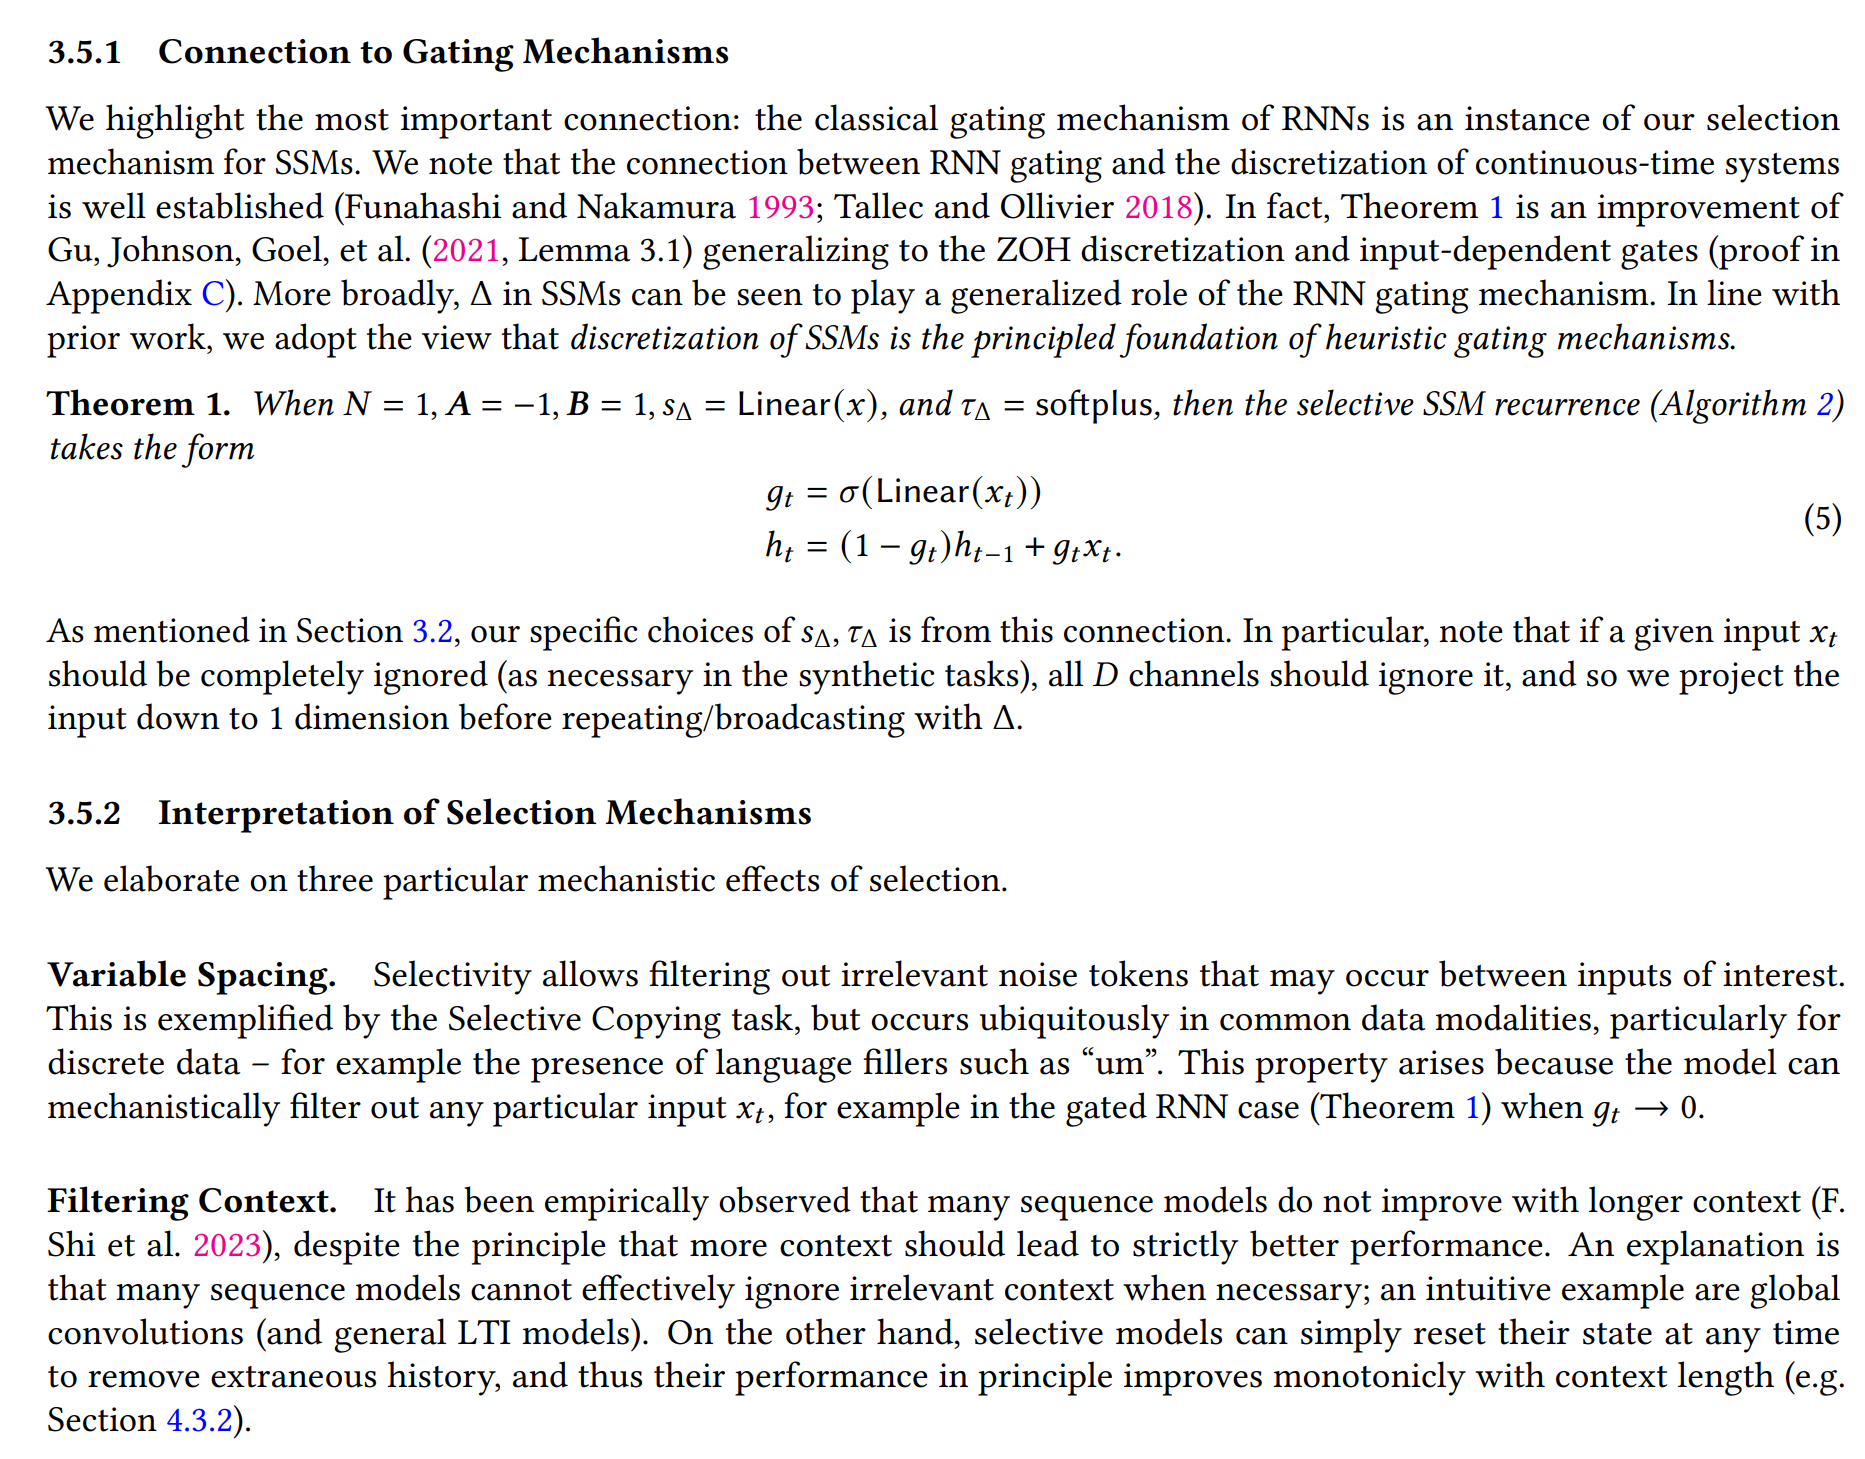 3.5.1 Connection to Gating Mechanisms
We highlight the most important connection: the classical gating mechanism of RNNs is an instance of our selection
mechanism for SSMs. We note that the connection between RNN gating and the discretization of continuous-time systems
is well established (Funahashi and Nakamura 1993; Tallec and Ollivier 2018). In fact, Theorem 1 is an improvement of
Gu, Johnson, Goel, et al. (2021, Lemma 3.1) generalizing to the ZOH discretization and input-dependent gates (proof in
Appendix C). More broadly, Δ in SSMs can be seen to play a generalized role of the RNN gating mechanism. In line with
prior work, we adopt the view that discretization of SSMs is the principled foundation of heuristic gating mechanisms.
Theorem 1. When N = 1, A = −1, B = 1, s_Δ = Linear(x), and τ_Δ = softplus, then the selective SSM recurrence (Algorithm 2)
takes the form
g_t = σ(Linear(x_t))
h_t = (1 − g_t)h_{t−1} + g_t x_t.
(5)
As mentioned in Section 3.2, our specific choices of s_Δ, τ_Δ is from this connection. In particular, note that if a given input x_t
should be completely ignored (as necessary in the synthetic tasks), all D channels should ignore it, and so we project the
input down to 1 dimension before repeating/broadcasting with Δ.
3.5.2 Interpretation of Selection Mechanisms
We elaborate on three particular mechanistic effects of selection.
Variable Spacing. Selectivity allows filtering out irrelevant noise tokens that may occur between inputs of interest.
This is exemplified by the Selective Copying task, but occurs ubiquitously in common data modalities, particularly for
discrete data – for example the presence of language fillers such as “um”. This property arises because the model can
mechanistically filter out any particular input x_t, for example in the gated RNN case (Theorem 1) when g_t → 0.
Filtering Context. It has been empirically observed that many sequence models do not improve with longer context (F.
Shi et al. 2023), despite the principle that more context should lead to strictly better performance. An explanation is
that many sequence models cannot effectively ignore irrelevant context when necessary; an intuitive example are global
convolutions (and general LTI models). On the other hand, selective models can simply reset their state at any time
to remove extraneous history, and thus their performance in principle improves monotonicly with context length (e.g.
Section 4.3.2).